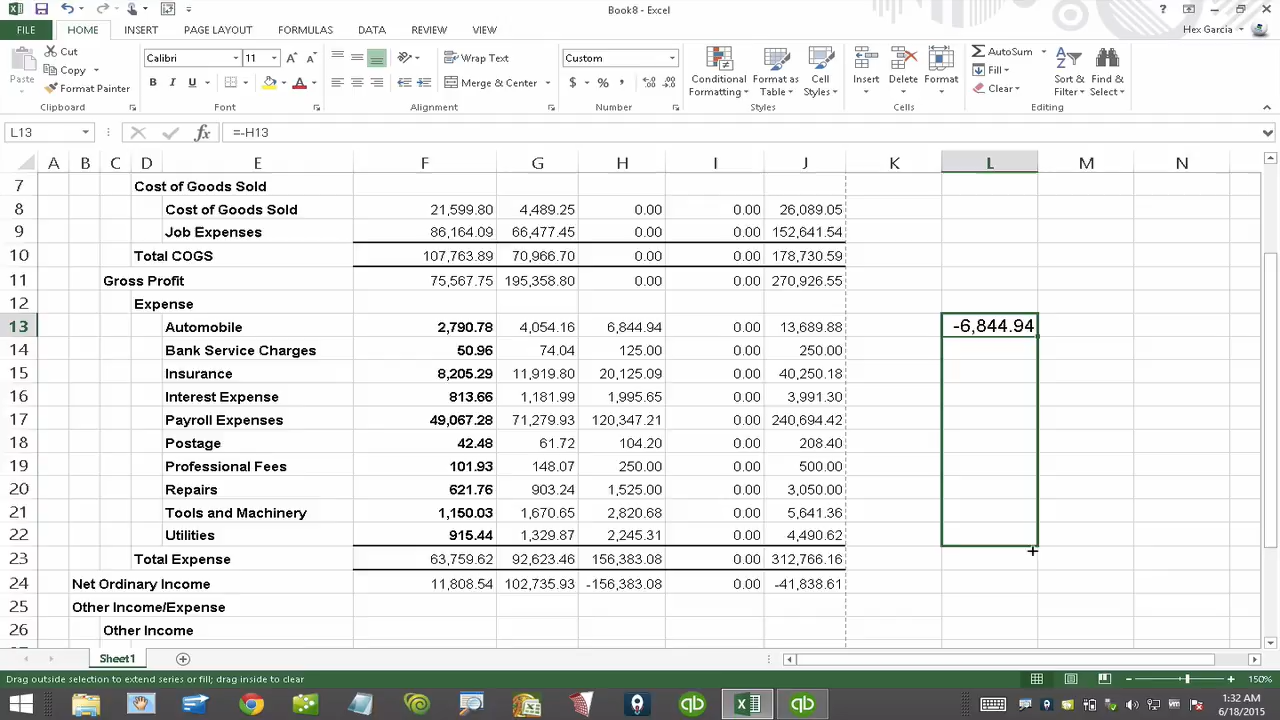 Book8 - Excel
FILE HOME INSERT PAGE LAYOUT FORMULAS DATA REVIEW VIEW Hex Garcia
Paste Cut Copy Format Painter Clipboard
Calibri 11 B I U A Font
Wrap Text Merge & Center Alignment
Custom $ % , Number
Conditional Formatting Format as Table Cell Styles Styles
Insert Delete Format Cells
AutoSum Fill Clear Sort & Filter Find & Select Editing
L13 fx =-H13
A B C D E F G H I J K L M N
7 Cost of Goods Sold
8 Cost of Goods Sold 21,599.80 4,489.25 0.00 0.00 26,089.05
9 Job Expenses 86,164.09 66,477.45 0.00 0.00 152,641.54
10 Total COGS 107,763.89 70,966.70 0.00 0.00 178,730.59
11 Gross Profit 75,567.75 195,358.80 0.00 0.00 270,926.55
12 Expense
13 Automobile 2,790.78 4,054.16 6,844.94 0.00 13,689.88 -6,844.94
14 Bank Service Charges 50.96 74.04 125.00 0.00 250.00
15 Insurance 8,205.29 11,919.80 20,125.09 0.00 40,250.18
16 Interest Expense 813.66 1,181.99 1,995.65 0.00 3,991.30
17 Payroll Expenses 49,067.28 71,279.93 120,347.21 0.00 240,694.42
18 Postage 42.48 61.72 104.20 0.00 208.40
19 Professional Fees 101.93 148.07 250.00 0.00 500.00
20 Repairs 621.76 903.24 1,525.00 0.00 3,050.00
21 Tools and Machinery 1,150.03 1,670.65 2,820.68 0.00 5,641.36
22 Utilities 915.44 1,329.87 2,245.31 0.00 4,490.62
23 Total Expense 63,759.62 92,623.46 156,383.08 0.00 312,766.16
24 Net Ordinary Income 11,808.54 102,735.93 -156,383.08 0.00 -41,838.61
25 Other Income/Expense
26 Other Income
Sheet1
Drag outside selection to extend series or fill; drag inside to clear 150%
1:32 AM
6/18/2015